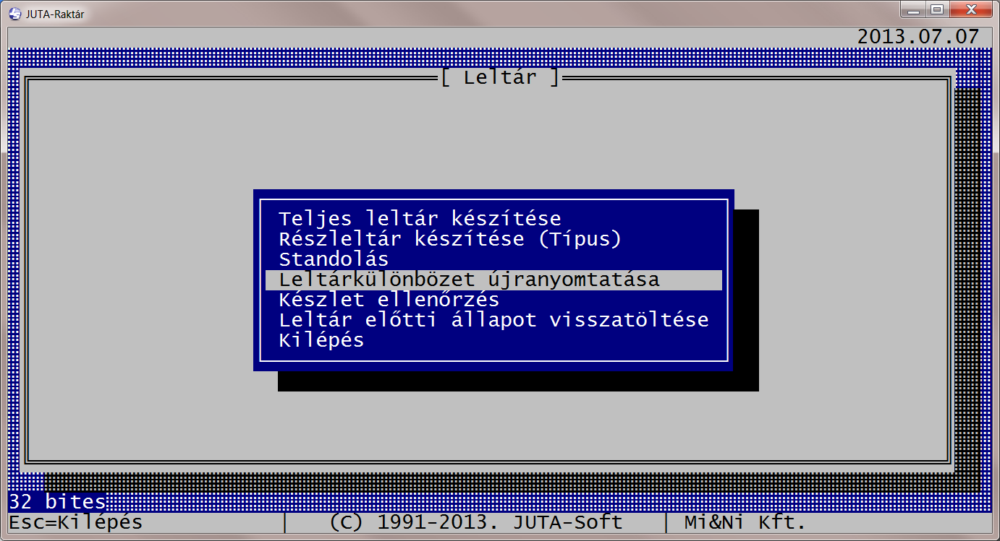 JUTA-Raktár
2013.07.07
[ Leltár ]
Teljes leltár készítése
Részleltár készítése (Típus)
Standolás
Leltárkülönbözet újranyomtatása
Készlet ellenőrzés
Leltár előtti állapot visszatöltése
Kilépés
32 bites
Esc=Kilépés | (C) 1991-2013. JUTA-Soft | Mi&Ni Kft.